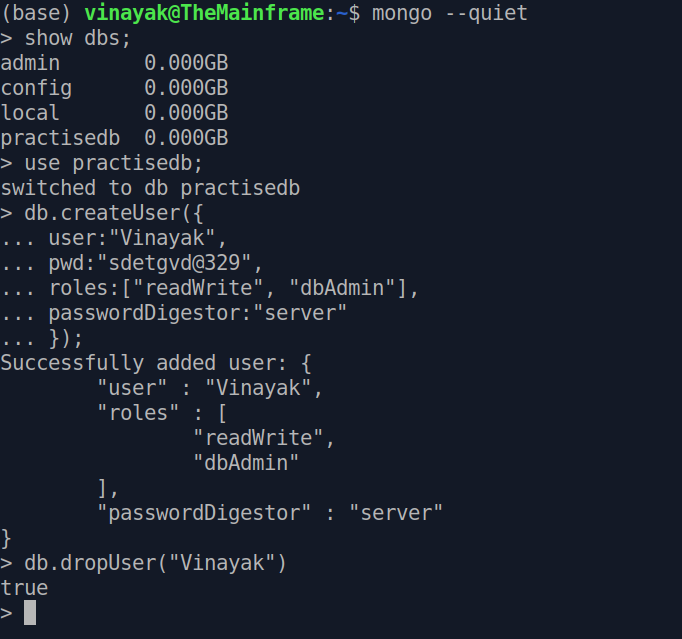 (base) vinayak@TheMainframe:~$ mongo --quiet
> show dbs;
admin       0.000GB
config      0.000GB
local       0.000GB
practisedb  0.000GB
> use practisedb;
switched to db practisedb
> db.createUser({
... user:"Vinayak",
... pwd:"sdetgvd@329",
... roles:["readWrite", "dbAdmin"],
... passwordDigestor:"server"
... });
Successfully added user: {
        "user" : "Vinayak",
        "roles" : [
                "readWrite",
                "dbAdmin"
        ],
        "passwordDigestor" : "server"
}
> db.dropUser("Vinayak")
true
>